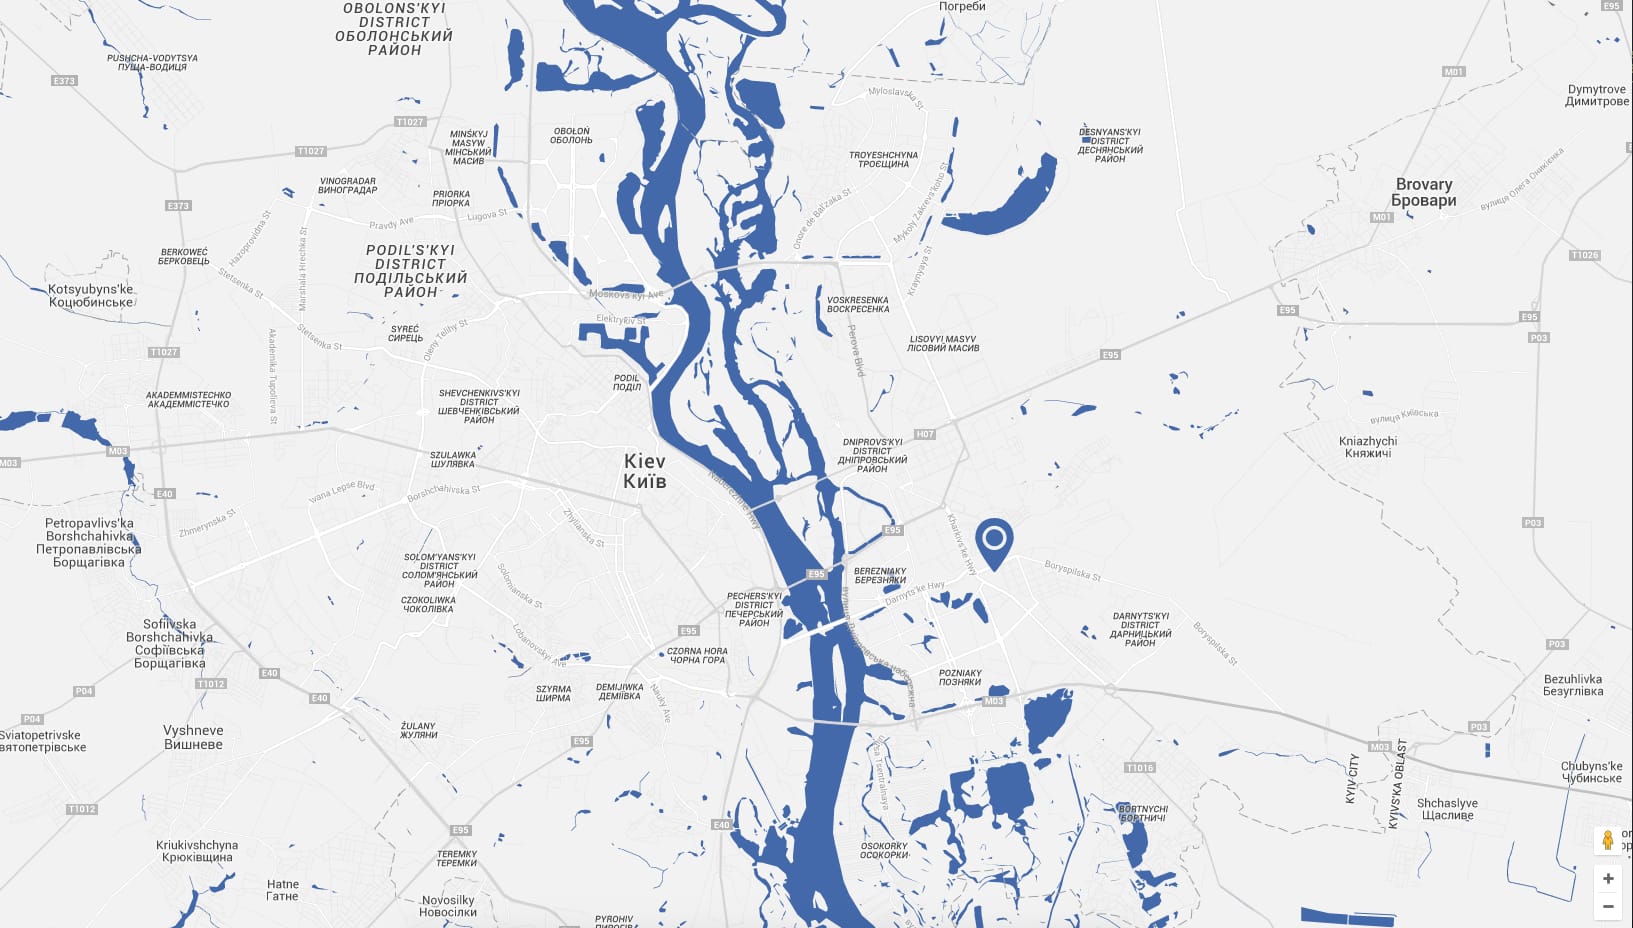 OBOLONS'KYI
DISTRICT
ОБОЛОНСЬКИЙ
РАЙОН
Погреби
E95
PUSHCHA-VODYTSYA
ПУЩА-ВОДИЦЯ
E373
M01
Dymytrove
Димитрове
Myloslavska St
T1027
MINŚKYJ
MASYW
МІНСЬКИЙ
МАСИВ
OBOŁOŃ
ОБОЛОНЬ
DESNYANS'KYI
DISTRICT
ДЕСНЯНСЬКИЙ
РАЙОН
T1027
TROYESHCHYNA
ТРОЄЩИНА
VINOGRADAR
ВИНОГРАДАР
PRIORKA
ПРІОРКА
Brovary
Бровари
вулиця Олега Оникієнка
E373
Pravdy Ave
Lugova St
Onore de Bal'zaka St
Mykoly Zakrevs'koho St
M01
Hazoprovidna St
Marshala Hrechka St
BERKOWEĆ
БЕРКОВЕЦЬ
PODIL'S'KYI
DISTRICT
ПОДІЛЬСЬКИЙ
РАЙОН
T1026
Stetsenka St
Kraynyaya St
Kotsyubyns'ke
Коцюбинське
Moskovs'kyi Ave
VOSKRESENKA
ВОСКРЕСЕНКА
E95
E95
Elektrykiv St
SYREĆ
СИРЕЦЬ
Oleny Telihy St
Stetsenka St
Perova Blvd
LISOVYI MASYV
ЛІСОВИЙ МАСИВ
P03
T1027
E95
Akademika Tupolieva St
PODIL
ПОДІЛ
AKADEMMISTECHKO
АКАДЕММІСТЕЧКО
SHEVCHENKIVS'KYI
DISTRICT
ШЕВЧЕНКІВСЬКИЙ
РАЙОН
вулиця Київська
H07
Kniazhychi
Княжичі
M03
M03
SZULAWKA
ШУЛЯВКА
Kiev
Київ
DNIPROVS'KYI
DISTRICT
ДНІПРОВСЬКИЙ
РАЙОН
Naberezhne Hwy
E40
Borshchahivska St
Zhmerynska St
Zhylianska St
Petropavlivs'ka
Borshchahivka
Петропавлівська
Борщагівка
E95
Kharkivs'ke Hwy
P03
SOLOM'YANS'KYI
DISTRICT
СОЛОМ'ЯНСЬКИЙ
РАЙОН
Solomianska St
E95
BEREZNIAKY
БЕРЕЗНЯКИ
Boryspilska St
Darnyts'ke Hwy
CZOKOLIWKA
ЧОКОЛІВКА
PECHERS'KYI
DISTRICT
ПЕЧЕРСЬКИЙ
РАЙОН
DARNYTS'KYI
DISTRICT
ДАРНИЦЬКИЙ
РАЙОН
Boryspilska St
Sofiivska
Borshchahivka
Софіївська
Борщагівка
Lobanovskyi Ave
E95
вулиця Дніпровська набережна
P03
CZORNA HORA
ЧОРНА ГОРА
E40
T1012
POZNIAKY
ПОЗНЯКИ
Bezuhlivka
Безуглівка
P04
E40
SZYRMA
ШИРМА
DEMIJIWKA
ДЕМІЇВКА
Nauky Ave
M03
P04
Vyshneve
Вишневе
ŻULANY
ЖУЛЯНИ
E95
P03
M03
KYIV CITY
KYIVS'KA OBLAST
T1016
Chubyns'ke
Чубинське
T1012
E40
BORTNYCHI
БОРТНИЧІ
Shchaslyve
Щасливе
E95
Kriukivshchyna
Крюківщина
TEREMKY
ТЕРЕМКИ
OSOKORKY
ОСОКОРКИ
Hatne
Гатне
Novosilky
Новосілки
PYROHIV
ПИРОГІВ
+
−